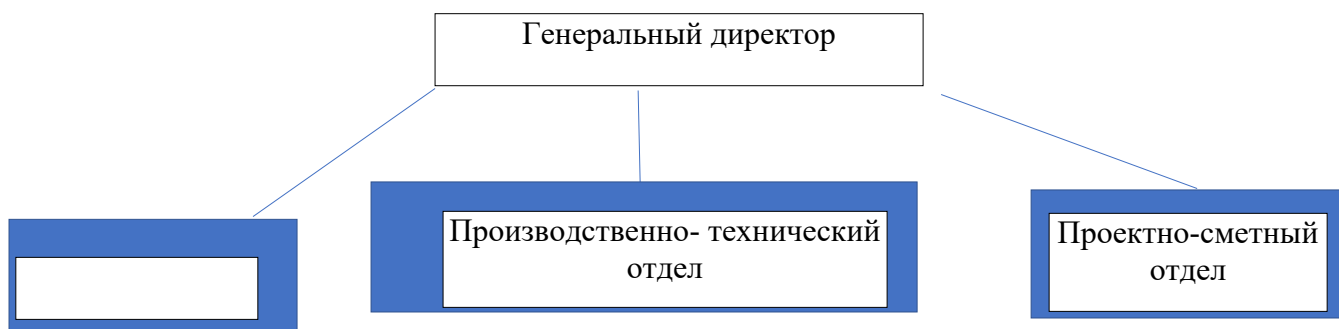 Генеральный директор
Производственно- технический
отдел
Проектно-сметный
отдел